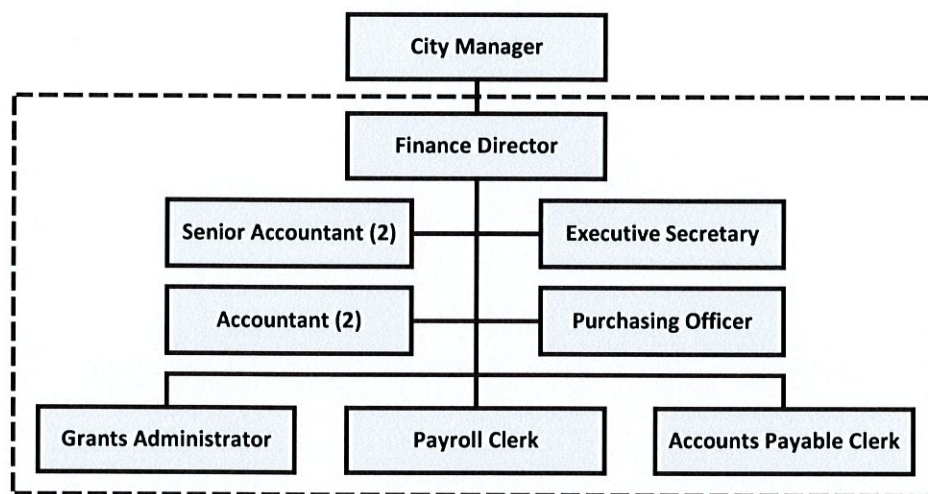 City Manager
Finance Director
Senior Accountant (2)
Executive Secretary
Accountant (2)
Purchasing Officer
Grants Administrator
Payroll Clerk
Accounts Payable Clerk